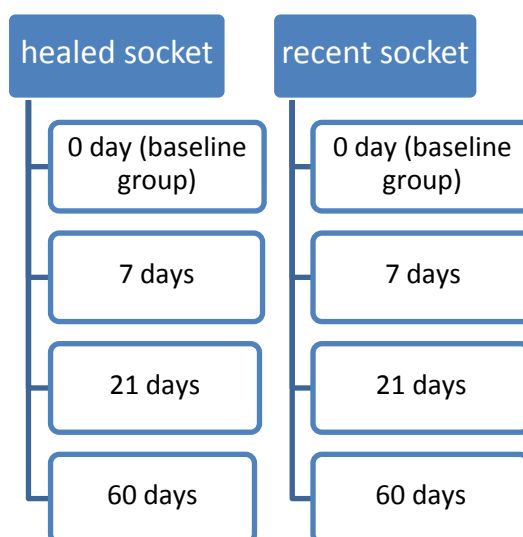 healed socket
0 day (baseline
group)
7 days
21 days
60 days
recent socket
0 day (baseline
group)
7 days
21 days
60 days